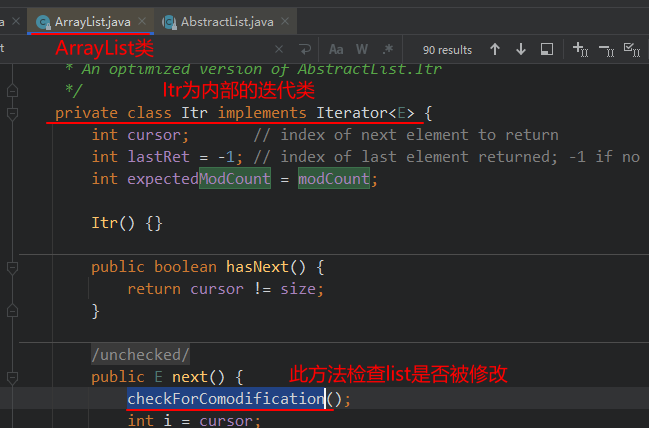 ArrayList.java × AbstractList.java ×
ArrayList类
Aa W .* 90 results
* An optimized version of AbstractList.Itr
*/
Itr为内部的迭代类
private class Itr implements Iterator<E> {
int cursor; // index of next element to return
int lastRet = -1; // index of last element returned; -1 if no
int expectedModCount = modCount;
Itr() {}
public boolean hasNext() {
return cursor != size;
}
/unchecked/
public E next() {
此方法检查list是否被修改
checkForComodification();
int i = cursor;